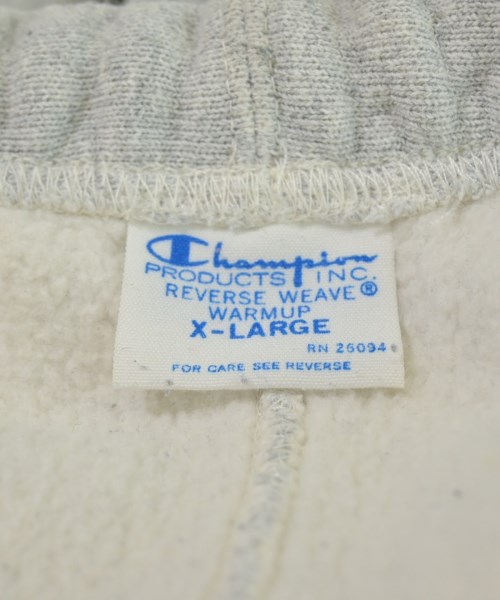 Champion
PRODUCTS INC.
REVERSE WEAVE®
WARMUP
X-LARGE
RN 26094
FOR CARE SEE REVERSE